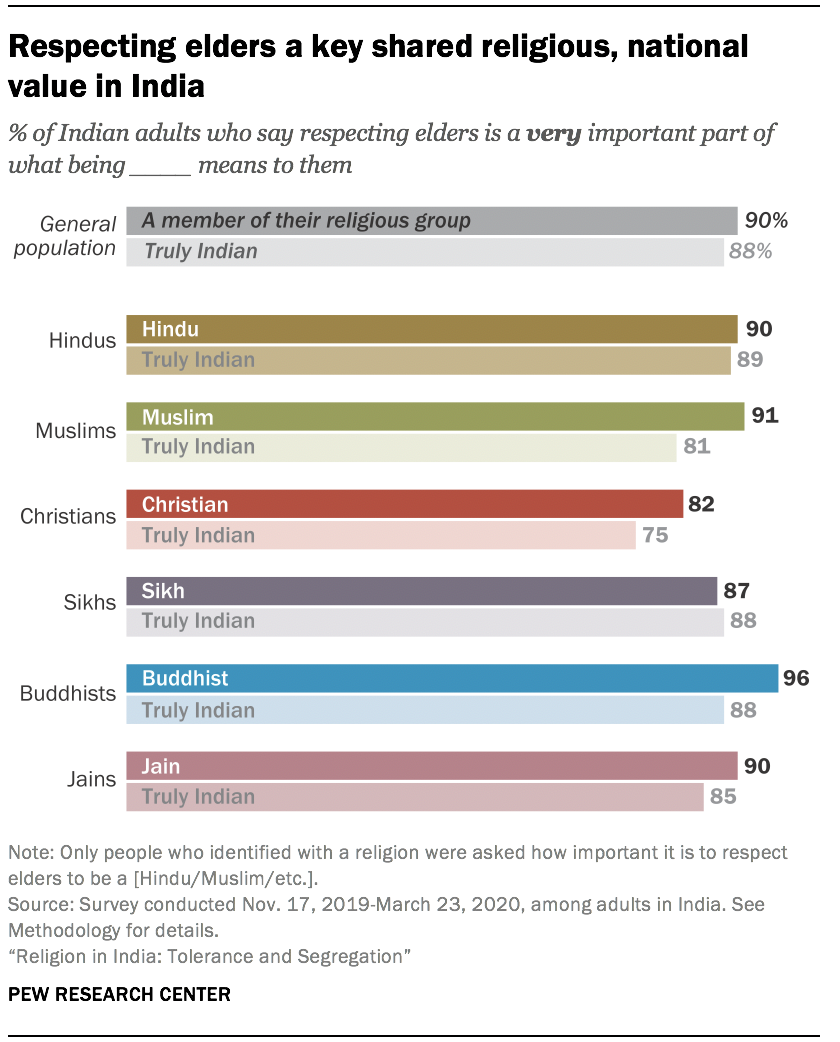 Respecting elders a key shared religious, national
value in India
% of Indian adults who say respecting elders is a very important part of
what being _____ means to them
General
population
A member of their religious group 90%
Truly Indian 88%
Hindus
Hindu 90
Truly Indian 89
Muslims
Muslim 91
Truly Indian 81
Christians
Christian 82
Truly Indian 75
Sikhs
Sikh 87
Truly Indian 88
Buddhists
Buddhist 96
Truly Indian 88
Jains
Jain 90
Truly Indian 85
Note: Only people who identified with a religion were asked how important it is to respect
elders to be a [Hindu/Muslim/etc.].
Source: Survey conducted Nov. 17, 2019-March 23, 2020, among adults in India. See
Methodology for details.
“Religion in India: Tolerance and Segregation”
PEW RESEARCH CENTER